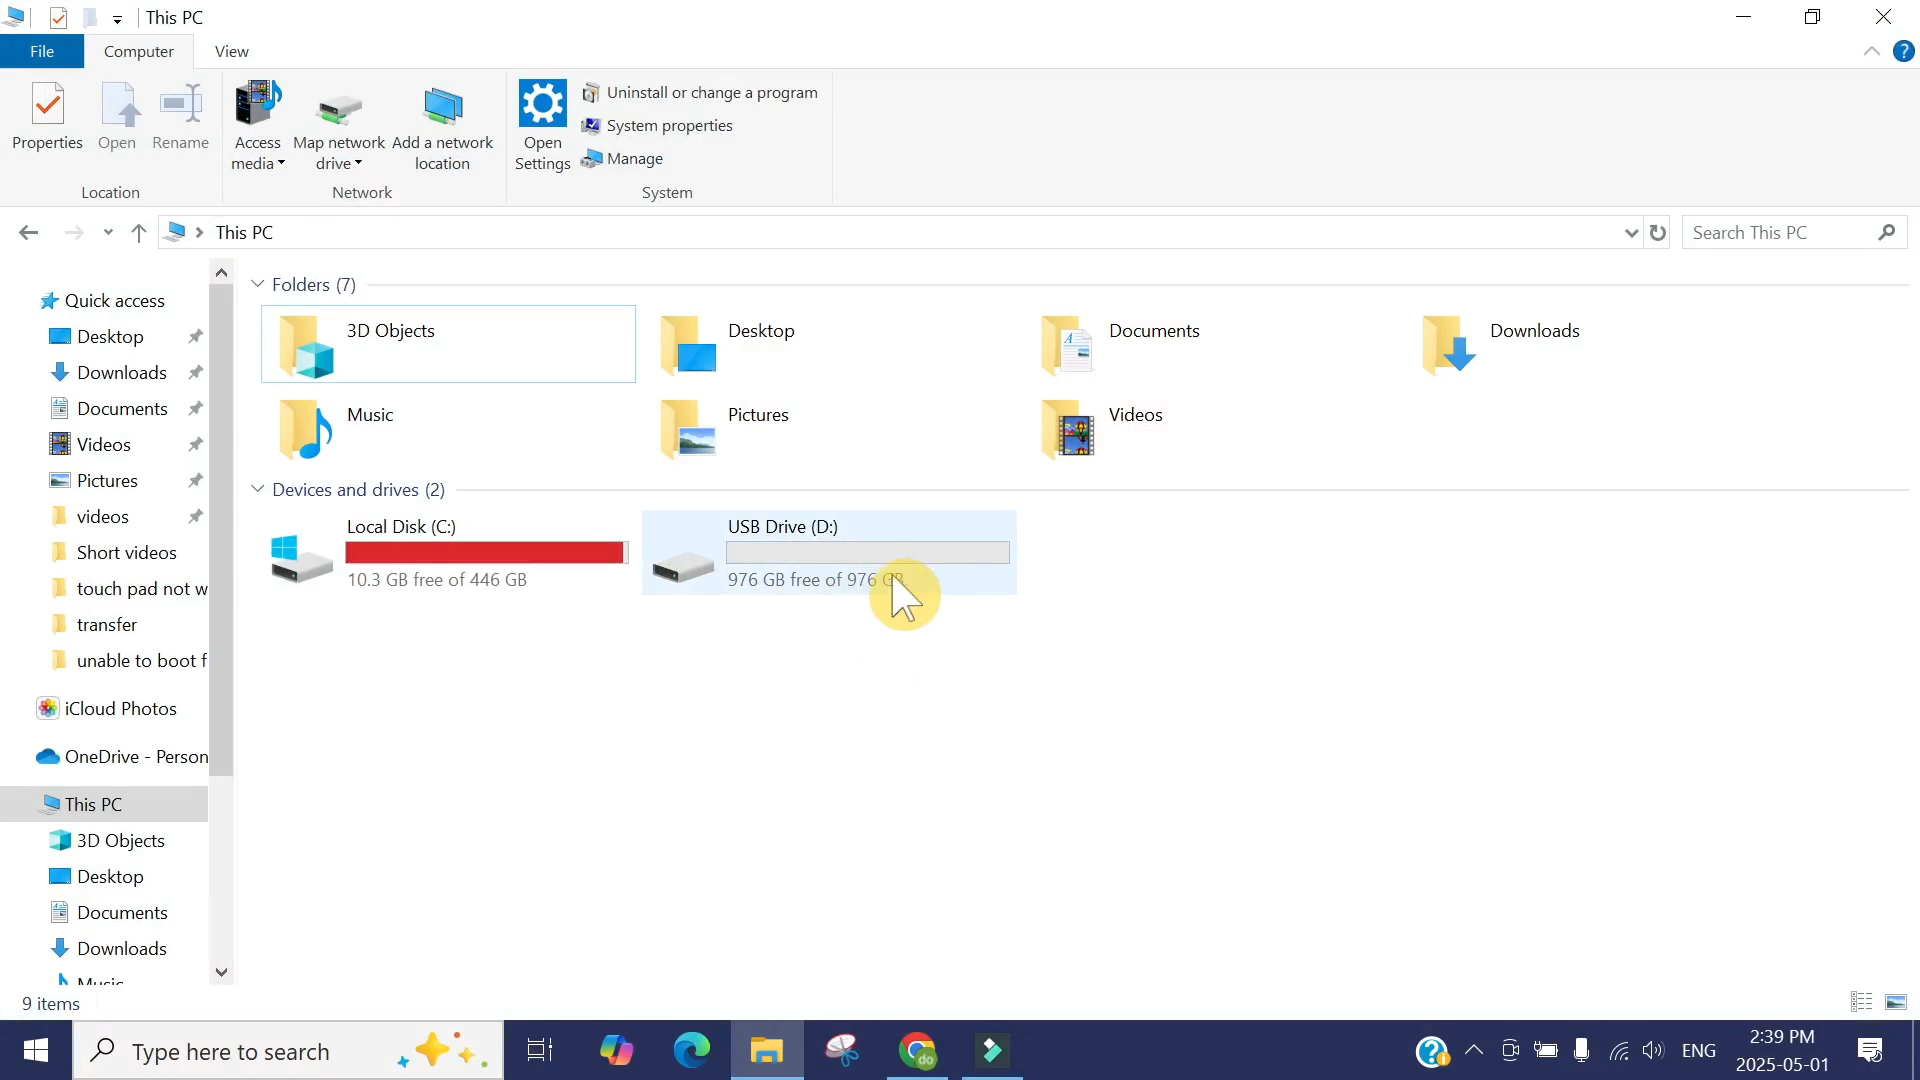 This PC
File
Computer
View
Properties
Open
Rename
Access media
Map network drive
Add a network location
Open Settings
Uninstall or change a program
System properties
Manage
Location
Network
System
This PC
Search This PC
Quick access
Desktop
Downloads
Documents
Videos
Pictures
videos
Short videos
touch pad not w
transfer
unable to boot f
iCloud Photos
OneDrive - Person
This PC
3D Objects
Desktop
Documents
Downloads
Music
Folders (7)
3D Objects
Desktop
Documents
Downloads
Music
Pictures
Videos
Devices and drives (2)
Local Disk (C:)
10.3 GB free of 446 GB
USB Drive (D:)
976 GB free of 976 GB
9 items
Type here to search
do
ENG
2:39 PM
2025-05-01